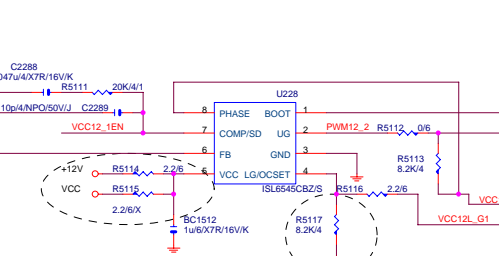 C2288
047u/4/X7R/16V/K
R5111
20K/4/1
10p/4/NPO/50V/J
C2289
VCC12_1EN
U228
8
PHASE
BOOT
1
7
COMP/SD
UG
2
6
FB
GND
3
5
VCC
LG/OCSET
4
ISL6545CBZ/S
PWM12_2
R5112
0/6
R5113
8.2K/4
+12V
R5114
2.2/6
VCC
R5115
2.2/6/X
BC1512
1u/6/X7R/16V/K
R5116
2.2/6
R5117
8.2K/4
VCC
VCC12L_G1